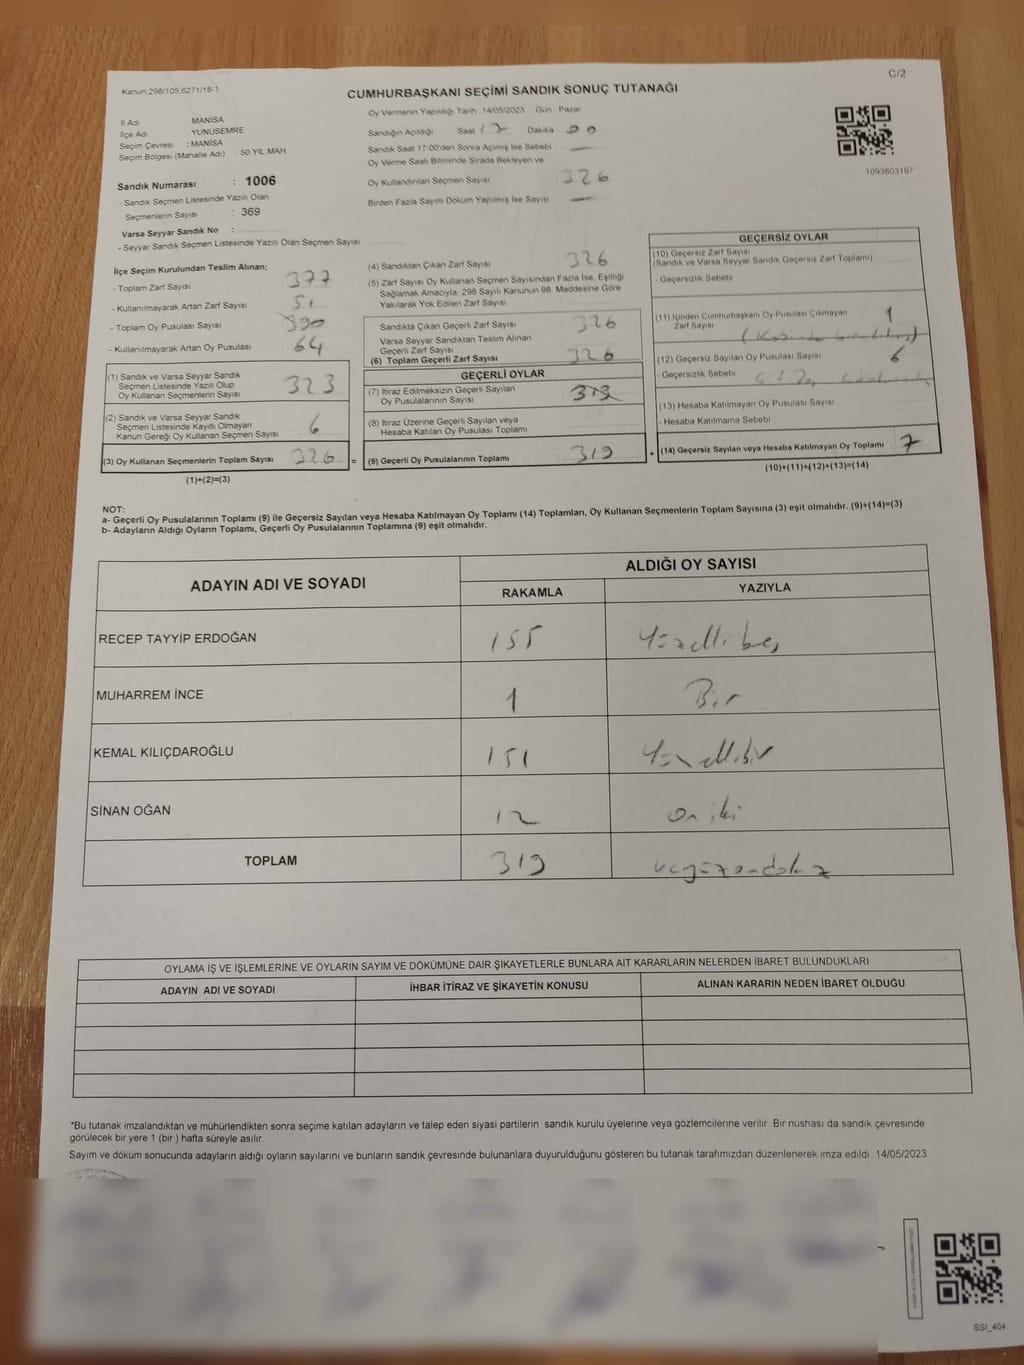 C/2
Kanun:298/105,6271/18-1
CUMHURBAŞKANI SEÇİMİ SANDIK SONUÇ TUTANAĞI
Oy Vermenin Yapıldığı Tarih :14/05/2023 Gün : Pazar
İl Adı : MANİSA
İlçe Adı : YUNUSEMRE
Seçim Çevresi : MANİSA
Seçim Bölgesi (Mahalle Adı) 50.YIL MAH.
Sandığın Açıldığı Saat 17 Dakika 00
Sandık Saat 17:00'den Sonra Açımış İse Sebebi —
Oy Verme Saati Bitiminde Sırada Bekleyen ve
Oy Kullandırılan Seçmen Sayısı 326
Birden Fazla Sayım Döküm Yapılmış İse Sayısı —
1093803197
Sandık Numarası : 1006
- Sandık Seçmen Listesinde Yazılı Olan
Seçmenlerin Sayısı : 369
Varsa Seyyar Sandık No :
- Seyyar Sandık Seçmen Listesinde Yazılı Olan Seçmen Sayısı:
İlçe Seçim Kurulundan Teslim Alınan;
- Toplam Zarf Sayısı 377
- Kullanılmayarak Artan Zarf Sayısı 51
- Toplam Oy Pusulası Sayısı 390
- Kullanılmayarak Artan Oy Pusulası 64
(1) Sandık ve Varsa Seyyar Sandık
Seçmen Listesinde Yazılı Olup
Oy Kullanan Seçmenlerin Sayısı 323
(2) Sandık ve Varsa Seyyar Sandık
Seçmen Listesinde Kayıtlı Olmayan
Kanun Gereği Oy Kullanan Seçmen Sayısı 6
(3) Oy Kullanan Seçmenlerin Toplam Sayısı 326 =
(1)+(2)=(3)
(4) Sandıktan Çıkan Zarf Sayısı 326
(5) Zarf Sayısı Oy Kullanan Seçmen Sayısından Fazla İse, Eşitliği
Sağlamak Amacıyla; 298 Sayılı Kanunun 98. Maddesine Göre
Yakılarak Yok Edilen Zarf Sayısı
Sandıkta Çıkan Geçerli Zarf Sayısı 326
Varsa Seyyar Sandıktan Teslim Alınan
Geçerli Zarf Sayısı
(6) Toplam Geçerli Zarf Sayısı 326
GEÇERLİ OYLAR
(7) İtiraz Edilmeksizin Geçerli Sayılan
Oy Pusulalarının Sayısı 319
(8) İtiraz Üzerine Geçerli Sayılan veya
Hesaba Katılan Oy Pusulası Toplamı
(9) Geçerli Oy Pusulalarının Toplamı 319 +
GEÇERSİZ OYLAR
(10) Geçersiz Zarf Sayısı
(Sandık ve Varsa Seyyar Sandık Geçersiz Zarf Toplamı)
- Geçersizlik Sebebi
(11) İçinden Cumhurbaşkanı Oy Pusulası Çıkmayan
Zarf Sayısı 1
(12) Geçersiz Sayılan Oy Pusulası Sayısı 6
- Geçersizlik Sebebi
(13) Hesaba Katılmayan Oy Pusulası Sayısı
- Hesaba Katılmama Sebebi
(14) Geçersiz Sayılan veya Hesaba Katılmayan Oy Toplamı 7
(10)+(11)+(12)+(13)=(14)
NOT:
a- Geçerli Oy Pusulalarının Toplamı (9) ile Geçersiz Sayılan veya Hesaba Katılmayan Oy Toplamı (14) Toplamları, Oy Kullanan Seçmenlerin Toplam Sayısına (3) eşit olmalıdır. (9)+(14)=(3)
b- Adayların Aldığı Oyların Toplamı, Geçerli Oy Pusulalarının Toplamına (9) eşit olmalıdır.
ADAYIN ADI VE SOYADI ALDIĞI OY SAYISI
RAKAMLA YAZIYLA
RECEP TAYYİP ERDOĞAN 155 Yüzellibeş
MUHARREM İNCE 1 Bir
KEMAL KILIÇDAROĞLU 151 Yüzellibir
SİNAN OĞAN 12 on iki
TOPLAM 319 üçyüzondokuz
OYLAMA İŞ VE İŞLEMLERİNE VE OYLARIN SAYIM VE DÖKÜMÜNE DAİR ŞİKAYETLERLE BUNLARA AİT KARARLARIN NELERDEN İBARET BULUNDUKLARI
ADAYIN ADI VE SOYADI İHBAR İTİRAZ VE ŞİKAYETİN KONUSU ALINAN KARARIN NEDEN İBARET OLDUĞU
*Bu tutanak imzalandıktan ve mühürlendikten sonra seçime katılan adayların ve talep eden siyasi partilerin sandık kurulu üyelerine veya gözlemcilerine verilir. Bir nüshası da sandık çevresinde
görülecek bir yere 1 (bir ) hafta süreyle asılır.
Sayım ve döküm sonucunda adayların aldığı oyların sayılarını ve bunların sandık çevresinde bulunanlara duyurulduğunu gösteren bu tutanak tarafımızdan düzenlenerek imza edildi. 14/05/2023
SSI_404